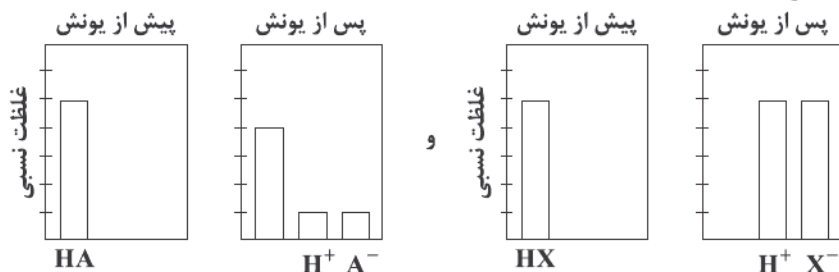 پیش از یونش
پس از یونش
پیش از یونش
پس از یونش
غلظت نسبی
و
غلظت نسبی
HA
H⁺ A⁻
HX
H⁺ X⁻